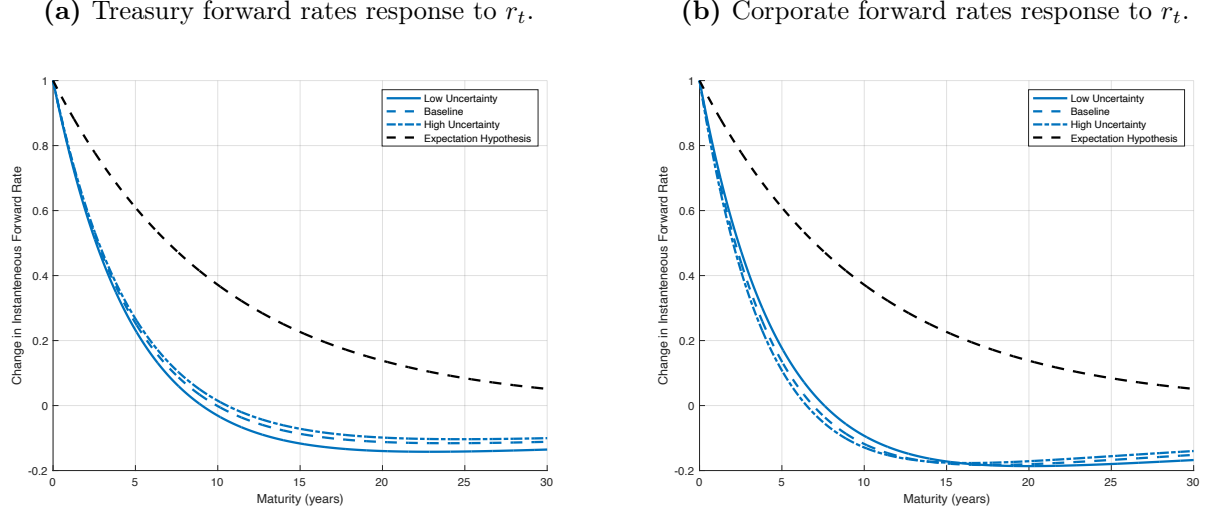 (a) Treasury forward rates response to r_t.
(b) Corporate forward rates response to r_t.
Change in Instantaneous Forward Rate
1
0.8
0.6
0.4
0.2
0
-0.2
0 5 10 15 20 25 30
Maturity (years)
Low Uncertainty
Baseline
High Uncertainty
Expectation Hypothesis
Change in Instantaneous Forward Rate
1
0.8
0.6
0.4
0.2
0
-0.2
0 5 10 15 20 25 30
Maturity (years)
Low Uncertainty
Baseline
High Uncertainty
Expectation Hypothesis